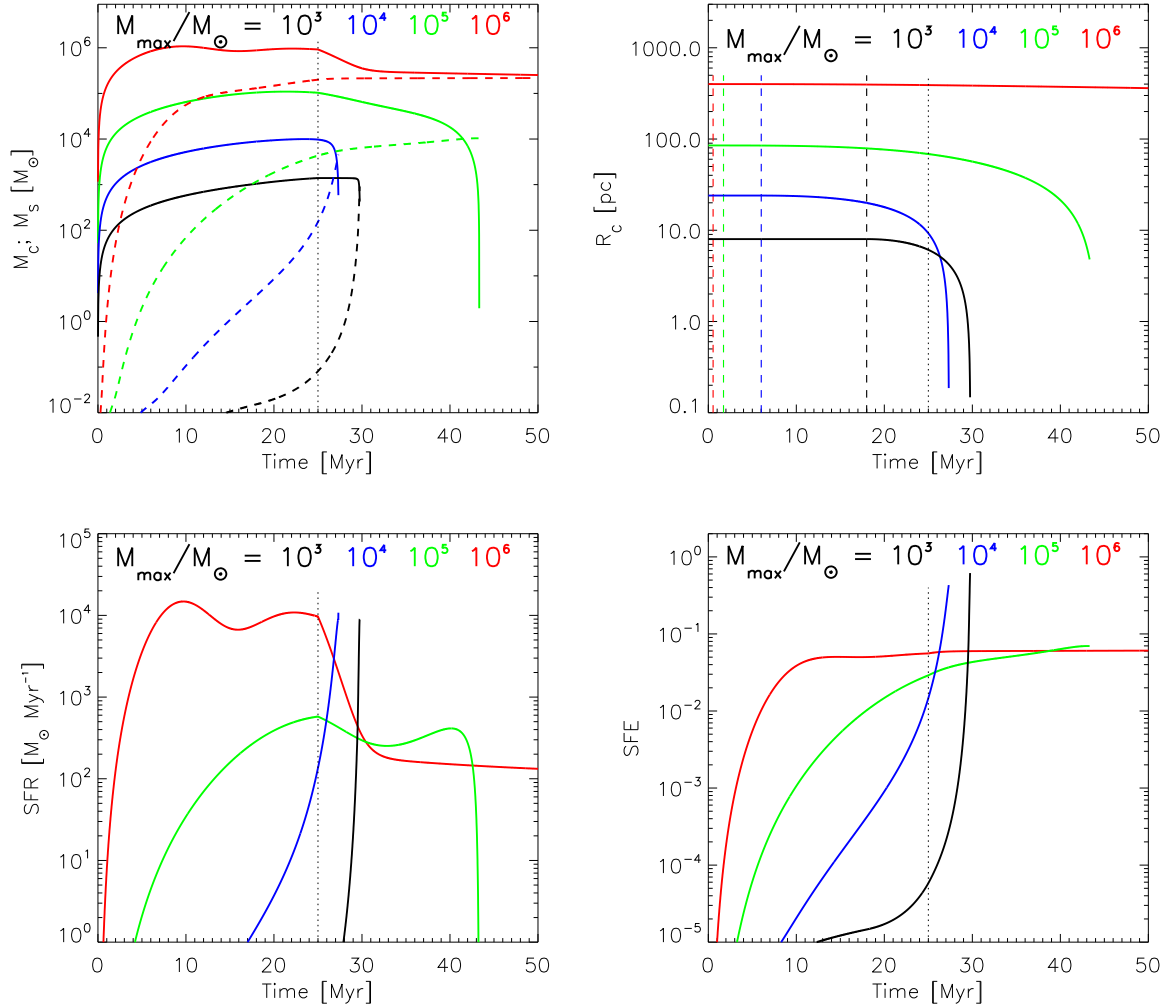 M_max/M_⊙ = 10³ 10⁴ 10⁵ 10⁶
10⁶
10⁴
10²
10⁰
10⁻²
M_c; M_s [M_⊙]
0 10 20 30 40 50
Time [Myr]
M_max/M_⊙ = 10³ 10⁴ 10⁵ 10⁶
1000.0
100.0
10.0
1.0
0.1
R_c [pc]
0 10 20 30 40 50
Time [Myr]
M_max/M_⊙ = 10³ 10⁴ 10⁵ 10⁶
10⁵
10⁴
10³
10²
10¹
10⁰
SFR [M_⊙ Myr⁻¹]
0 10 20 30 40 50
Time [Myr]
M_max/M_⊙ = 10³ 10⁴ 10⁵ 10⁶
10⁰
10⁻¹
10⁻²
10⁻³
10⁻⁴
10⁻⁵
SFE
0 10 20 30 40 50
Time [Myr]